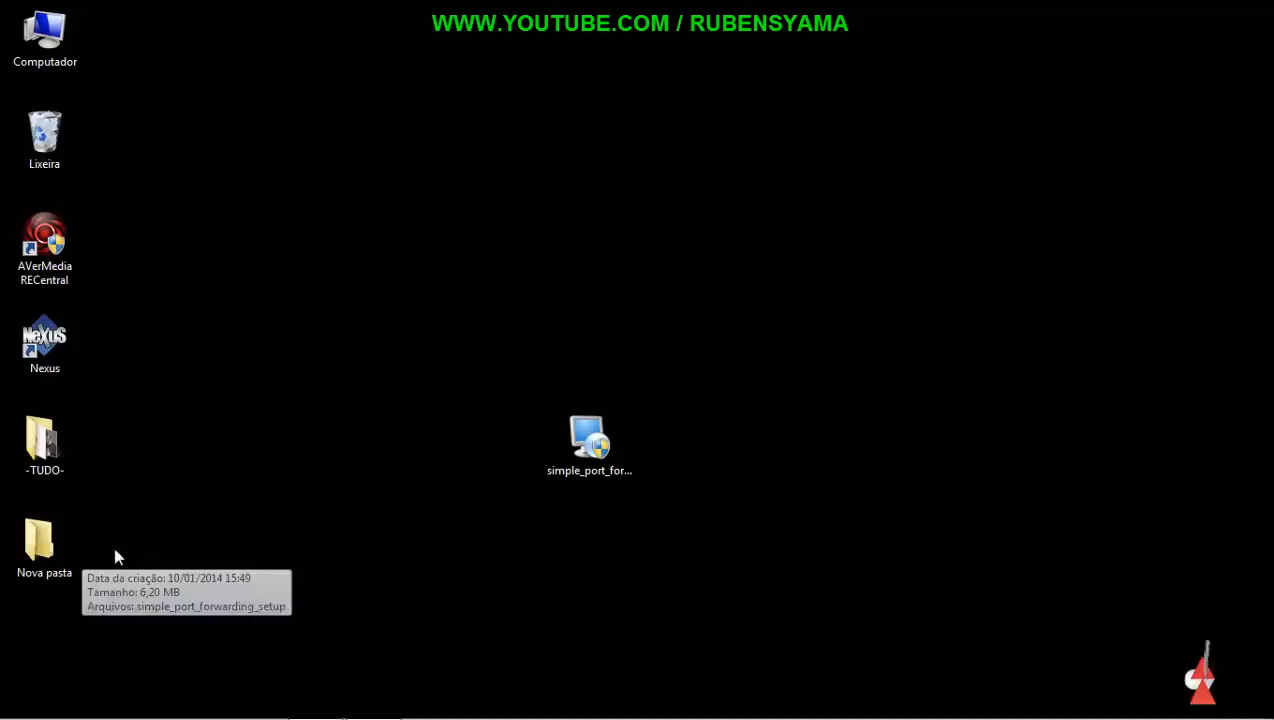 WWW.YOUTUBE.COM / RUBENSYAMA
Computador
Lixeira
AVerMedia
RECentral
NeXUS
Nexus
-TUDO-
simple_port_for...
Nova pasta
Data da criação: 10/01/2014 15:49
Tamanho: 6,20 MB
Arquivos: simple_port_forwarding_setup